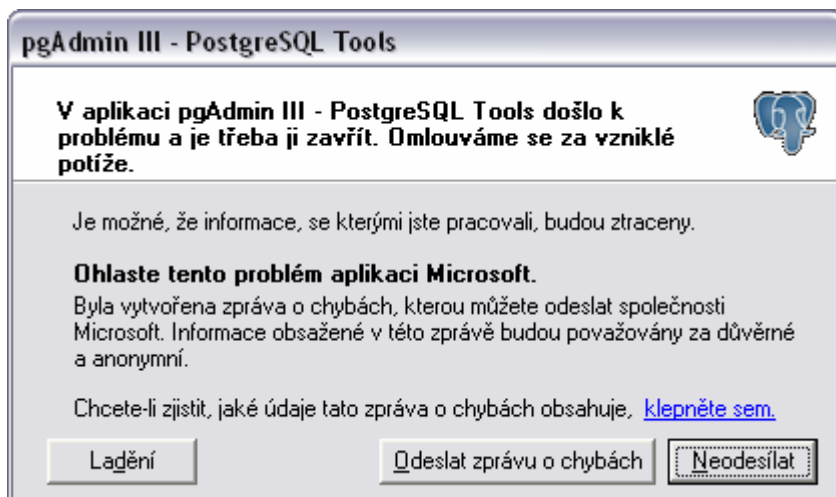 pgAdmin III - PostgreSQL Tools
V aplikaci pgAdmin III - PostgreSQL Tools došlo k
problému a je třeba ji zavřít. Omlouváme se za vzniklé
potíže.
Je možné, že informace, se kterými jste pracovali, budou ztraceny.
Ohlaste tento problém aplikaci Microsoft.
Byla vytvořena zpráva o chybách, kterou můžete odeslat společnosti
Microsoft. Informace obsažené v této zprávě budou považovány za důvěrné
a anonymní.
Chcete-li zjistit, jaké údaje tato zpráva o chybách obsahuje, klepněte sem.
Ladění
Odeslat zprávu o chybách
Neodesílat